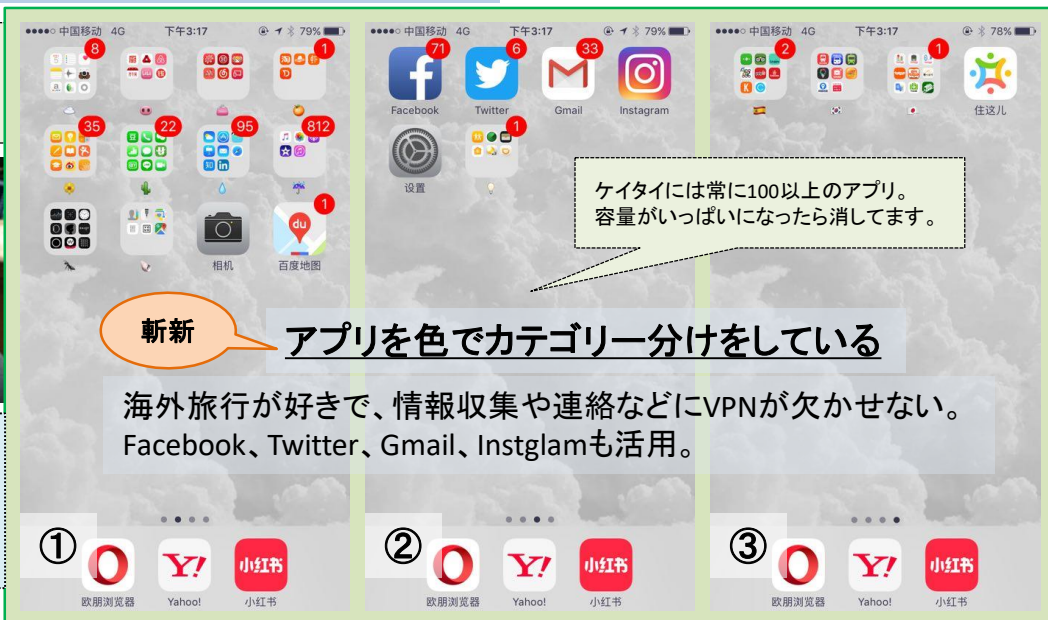 中国移动 4G 下午3:17 79%
8
1
35
22
95
812
1
相机
百度地图
①
欧朋浏览器
Yahoo!
小红书
中国移动 4G 下午3:17 79%
71
6
33
Facebook
Twitter
Gmail
Instagram
1
设置
②
欧朋浏览器
Yahoo!
小红书
中国移动 4G 下午3:17 78%
2
1
住这儿
③
欧朋浏览器
Yahoo!
小红书
ケイタイには常に100以上のアプリ。
容量がいっぱいになったら消してます。
斬新
アプリを色でカテゴリー分けをしている
海外旅行が好きで、情報収集や連絡などにVPNが欠かせない。
Facebook、Twitter、Gmail、Instglamも活用。